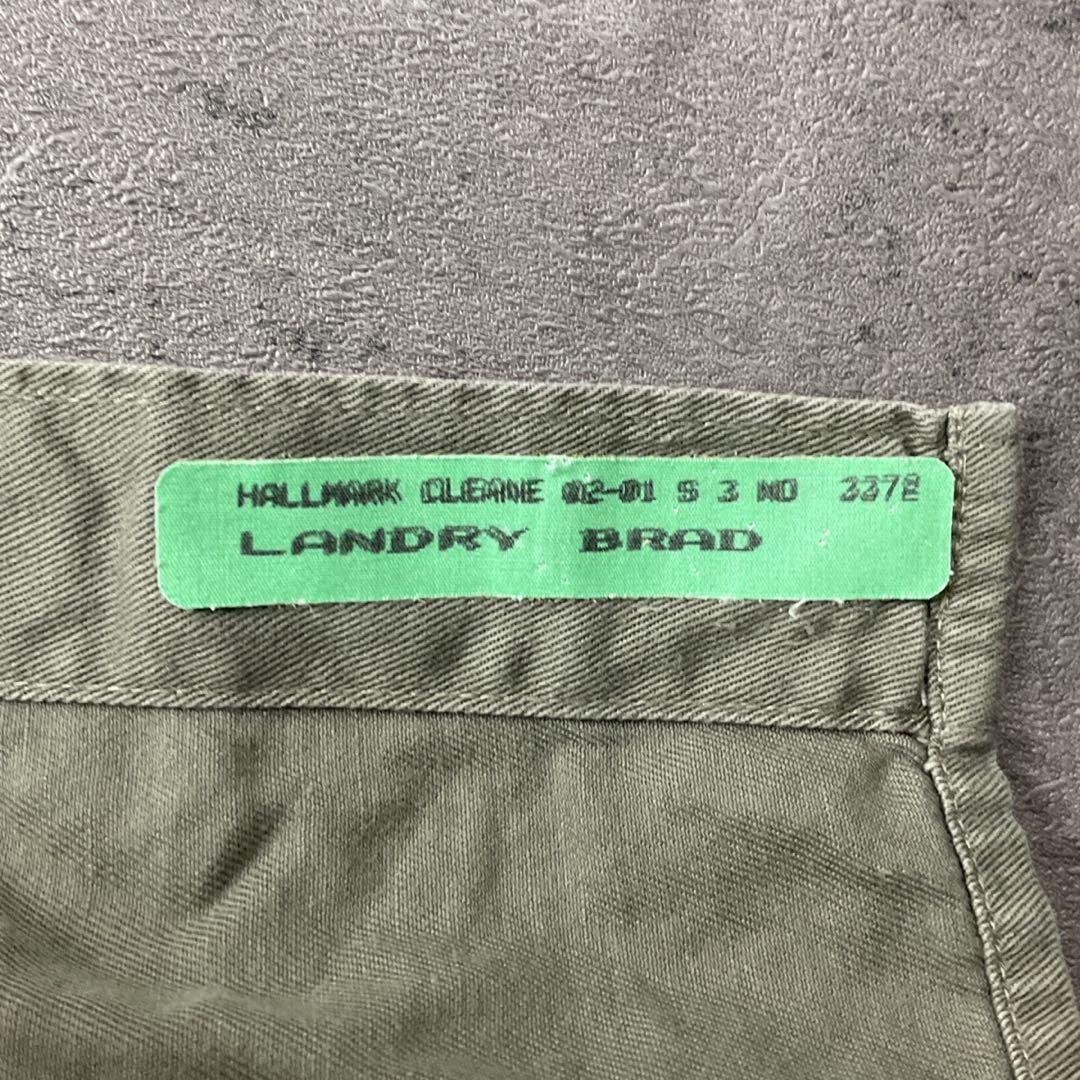 HALLMARK CLEANE 02-01 S 3 NO 3378
LANDRY BRAD